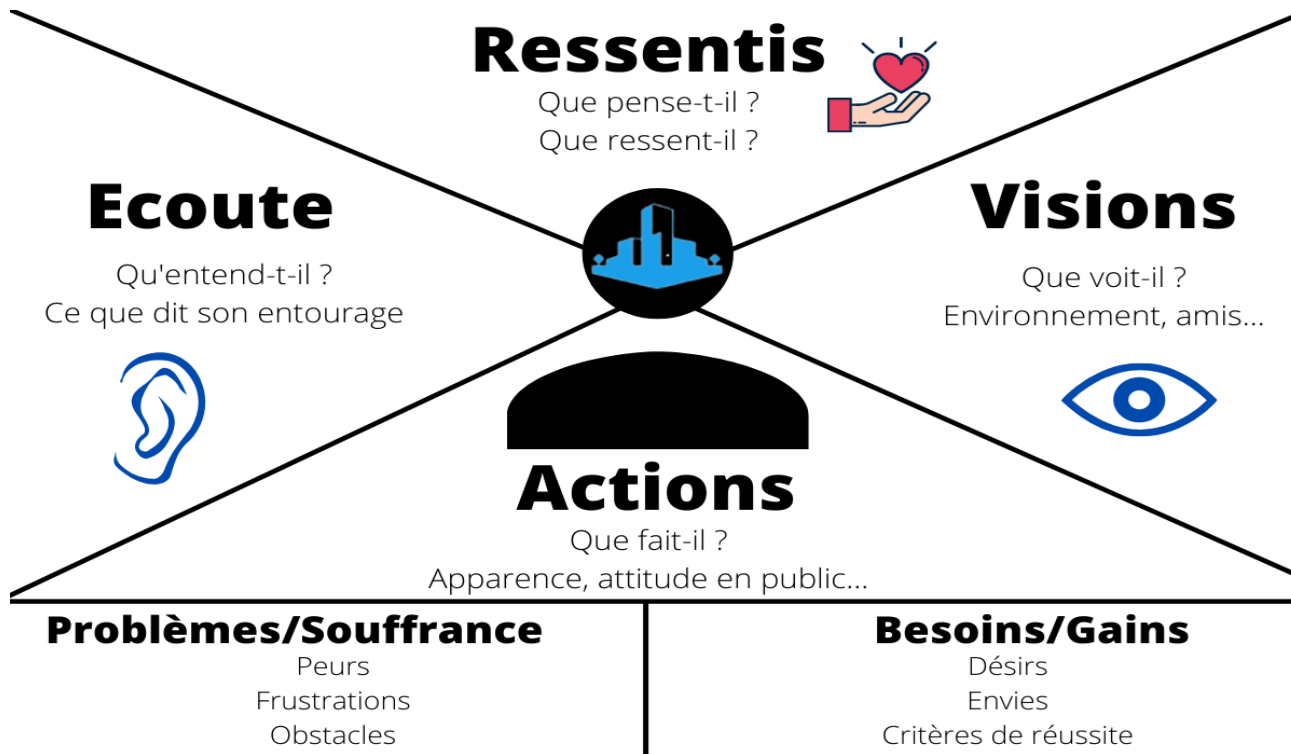 Ressentis
Que pense-t-il ?
Que ressent-il ?
Ecoute
Qu'entend-t-il ?
Ce que dit son entourage
Visions
Que voit-il ?
Environnement, amis...
Actions
Que fait-il ?
Apparence, attitude en public...
Problèmes/Souffrance
Peurs
Frustrations
Obstacles
Besoins/Gains
Désirs
Envies
Critères de réussite